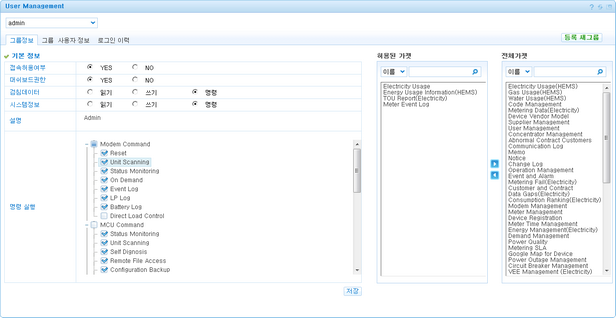 User Management
admin
그룹정보 그룹 사용자 정보 로그인 이력
등록 새그룹
기본 정보
접속허용여부 YES NO
대쉬보드권한 YES NO
검침데이터 읽기 쓰기 명령
시스템정보 읽기 쓰기 명령
설명 Admin
명령 실행
Modem Command
Reset
Unit Scanning
Status Monitoring
On Demand
Event Log
LP Log
Battery Log
Direct Load Control
MCU Command
Status Monitoring
Unit Scanning
Self Dignosis
Remote File Access
Configuration Backup
저장
허용된 가젯
이름
Electricity Usage
Energy Usage Information(HEMS)
TOU Report(Electricity)
Meter Event Log
전체가젯
이름
Electricity Usage(HEMS)
Gas Usage(HEMS)
Water Usage(HEMS)
Code Management
Metering Data(Electricity)
Device Vendor Model
Supplier Management
User Management
Concentrator Management
Abnormal Contract Customers
Communication Log
Memo
Notice
Change Log
Operation Management
Event and Alarm
Metering Fail(Electricity)
Customer and Contract
Data Gaps(Electricity)
Consumption Ranking(Electricity)
Modem Management
Meter Management
Device Registration
Meter Time Management
Energy Management(Electricity)
Demand Management
Power Quality
Metering SLA
Google Map for Device
Power Outage Management
Circuit Breaker Management
VEE Management (Electricity)